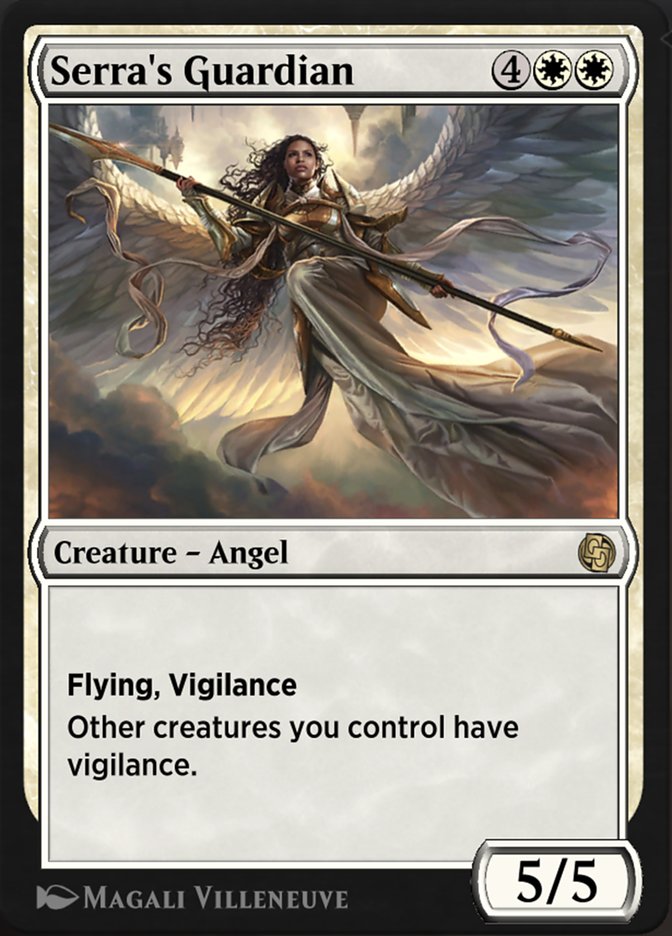 Serra's Guardian 4
Creature – Angel
Flying, Vigilance
Other creatures you control have
vigilance.
5/5
MAGALI VILLENEUVE